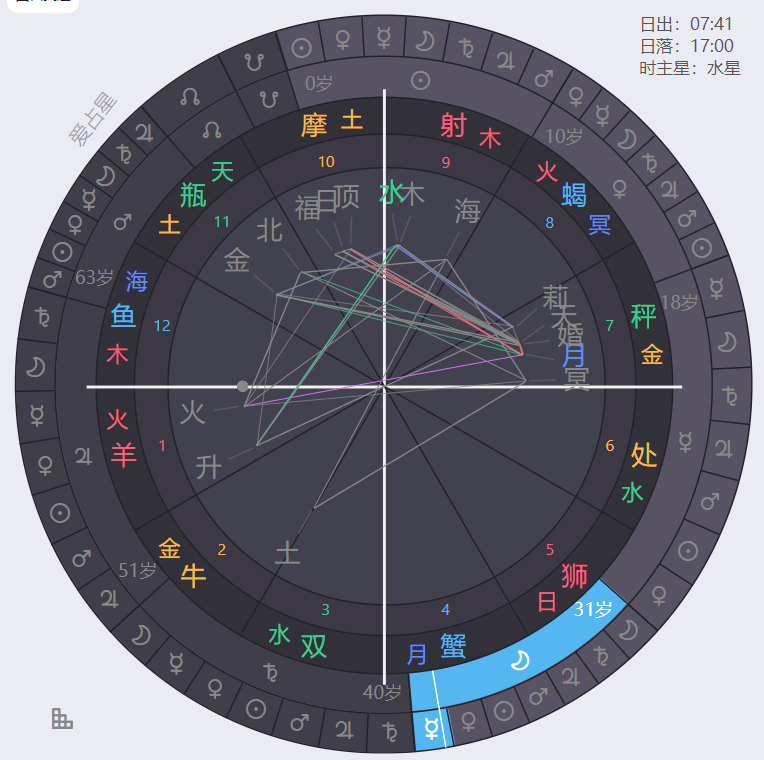 日出：07:41
日落：17:00
时主星：水星
爱占星
0岁
10岁
18岁
31岁
40岁
51岁
63岁
摩 土
10
射 木
9
火 蝎 冥
8
秤 金
7
处 水
6
狮 日
5
月 蟹
4
水 双
3
金 牛
2
火 羊
1
海 鱼 木
12
天 瓶 土
11
水
木
海
顶
日
福
北
金
火
升
土
莉
天
婚
月
冥